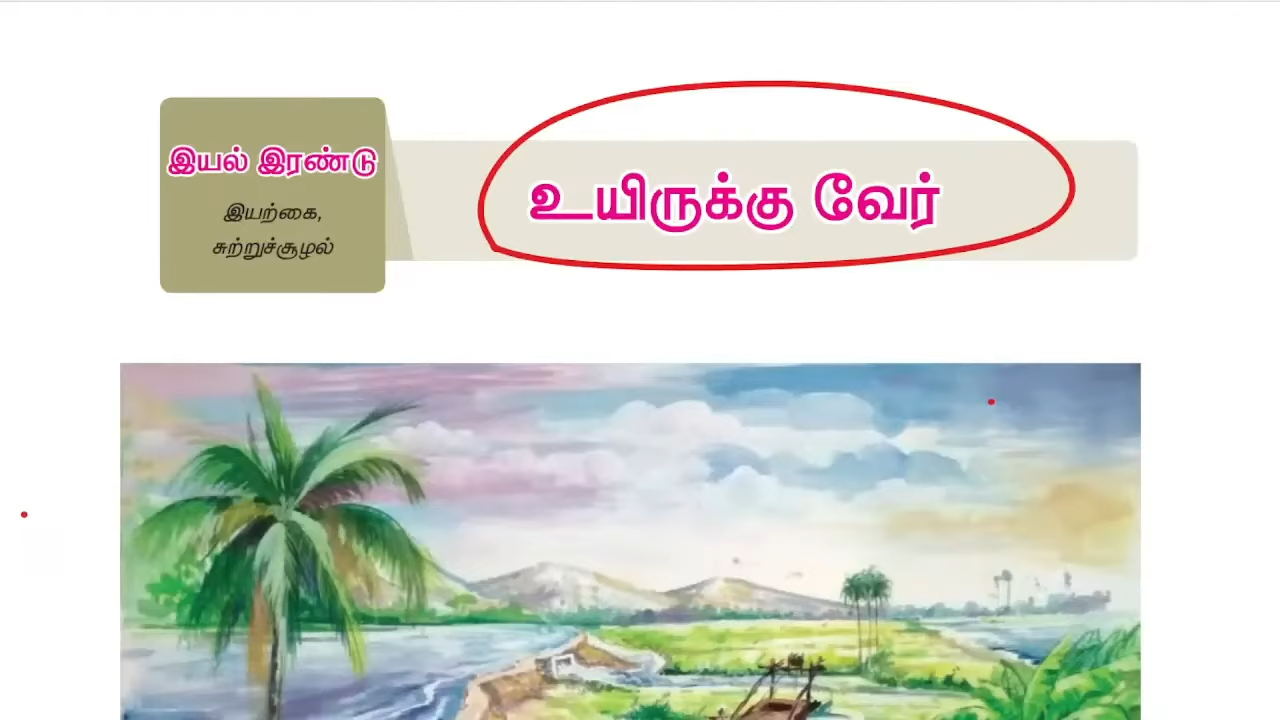 இயல் இரண்டு
இயற்கை,
சுற்றுச்சூழல்
உயிருக்கு வேர்